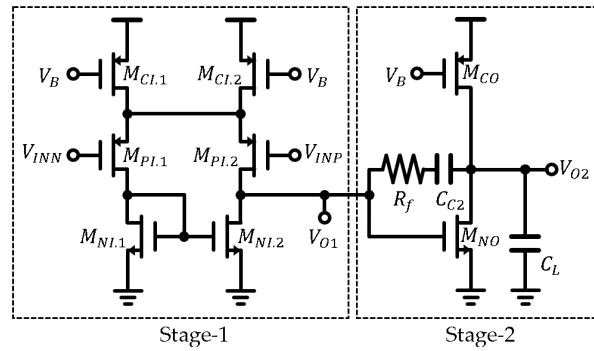 V_B M_{CI.1} M_{CI.2} V_B V_B M_{CO}
V_{INN} M_{PI.1} M_{PI.2} V_{INP} V_{O2}
R_f C_{C2}
M_{NI.1} M_{NI.2} V_{O1} M_{NO} C_L
Stage-1 Stage-2